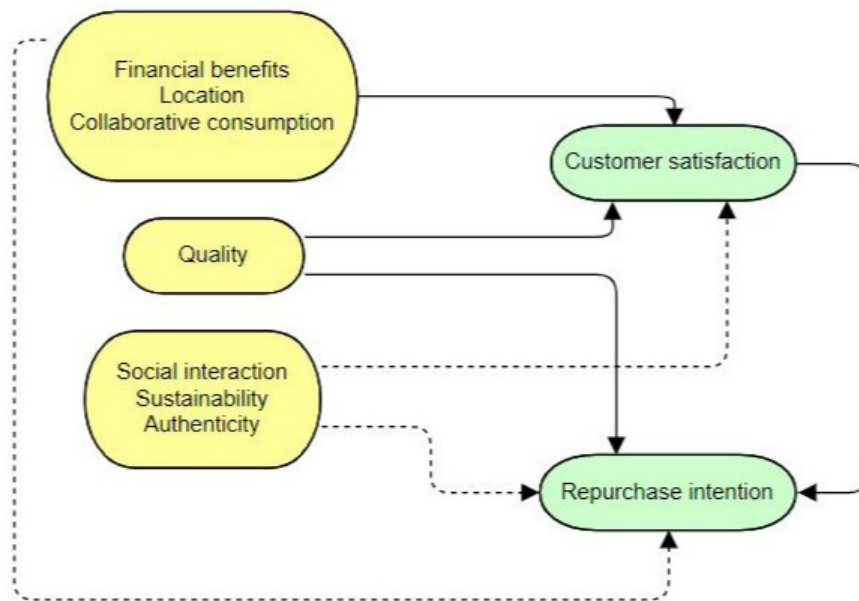 Financial benefits
Location
Collaborative consumption
Customer satisfaction
Quality
Social interaction
Sustainability
Authenticity
Repurchase intention